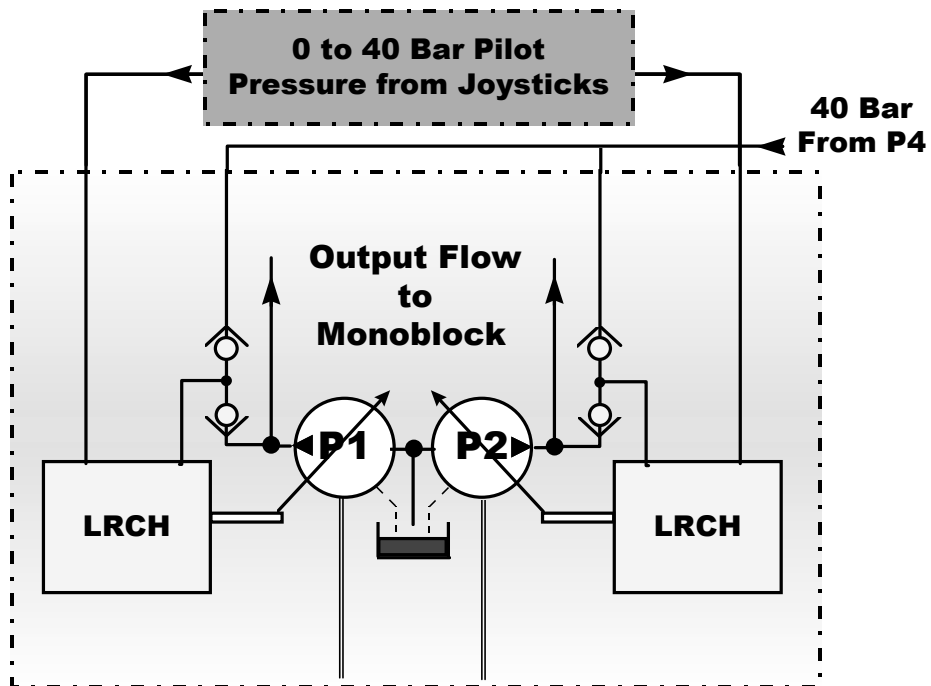 0 to 40 Bar Pilot
Pressure from Joysticks
40 Bar
From P4
Output Flow
to
Monoblock
P1
P2
LRCH
LRCH